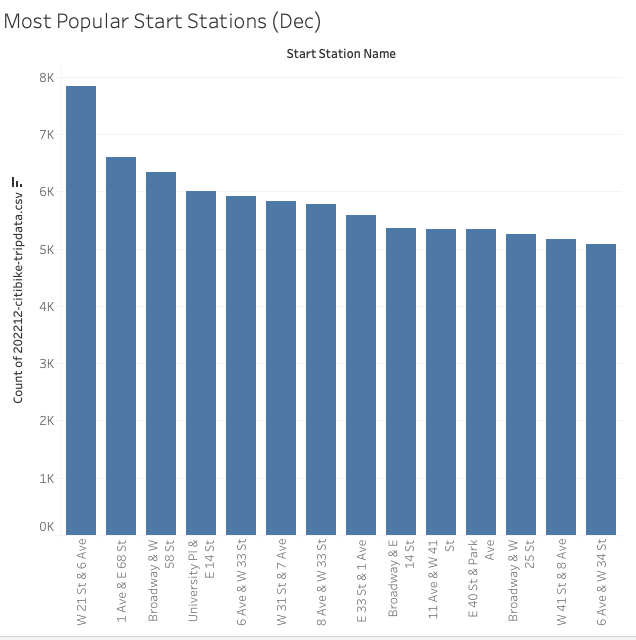 Most Popular Start Stations (Dec)
Start Station Name
8K
7K
6K
5K
4K
3K
2K
1K
0K
Count of 202212-citibike-tripdata.csv
W 21 St & 6 Ave
1 Ave & E 68 St
Broadway & W
58 St
University Pl &
E 14 St
6 Ave & W 33 St
W 31 St & 7 Ave
8 Ave & W 33 St
E 33 St & 1 Ave
Broadway & E
14 St
11 Ave & W 41
St
E 40 St & Park
Ave
Broadway & W
25 St
W 41 St & 8 Ave
6 Ave & W 34 St